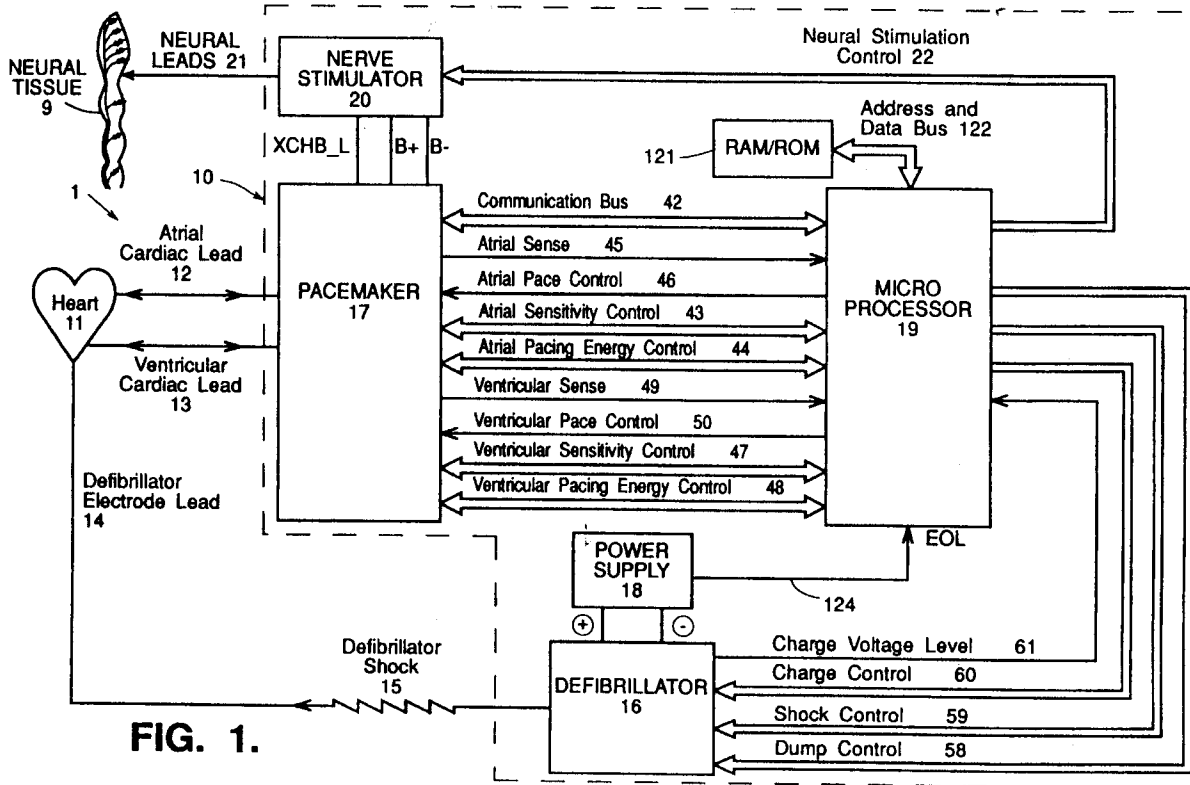 NEURAL
TISSUE
9
NEURAL
LEADS 21
NERVE
STIMULATOR
20
Neural Stimulation
Control 22
Address and
Data Bus 122
121
RAM/ROM
XCHB_L
B+
B-
10
1
Atrial
Cardiac Lead
12
Heart
11
Ventricular
Cardiac Lead
13
PACEMAKER
17
Communication Bus 42
Atrial Sense 45
Atrial Pace Control 46
Atrial Sensitivity Control 43
Atrial Pacing Energy Control 44
Ventricular Sense 49
Ventricular Pace Control 50
Ventricular Sensitivity Control 47
Ventricular Pacing Energy Control 48
MICRO
PROCESSOR
19
Defibrillator
Electrode Lead
14
POWER
SUPPLY
18
EOL
124
+
-
Defibrillator
Shock
15
DEFIBRILLATOR
16
Charge Voltage Level 61
Charge Control 60
Shock Control 59
Dump Control 58
FIG. 1.